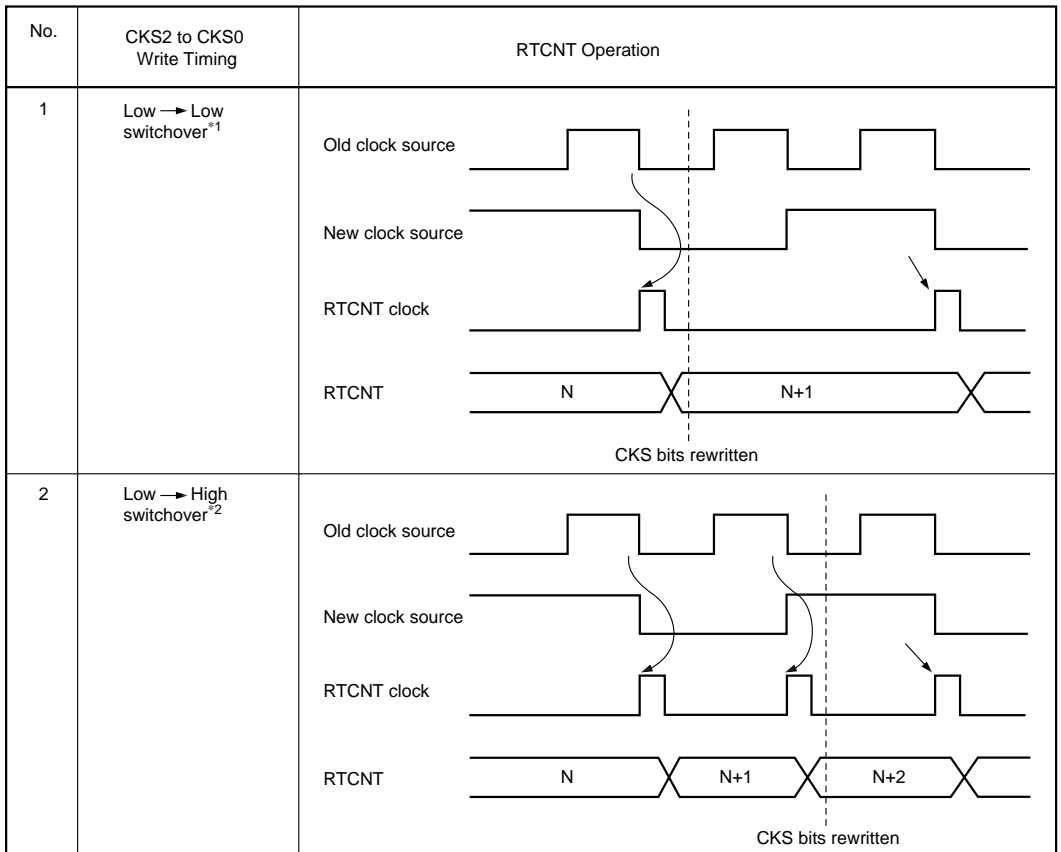 No.
CKS2 to CKS0
Write Timing
RTCNT Operation
1
Low → Low
switchover*1
Old clock source
New clock source
RTCNT clock
RTCNT
N
N+1
CKS bits rewritten
2
Low → High
switchover*2
Old clock source
New clock source
RTCNT clock
RTCNT
N
N+1
N+2
CKS bits rewritten